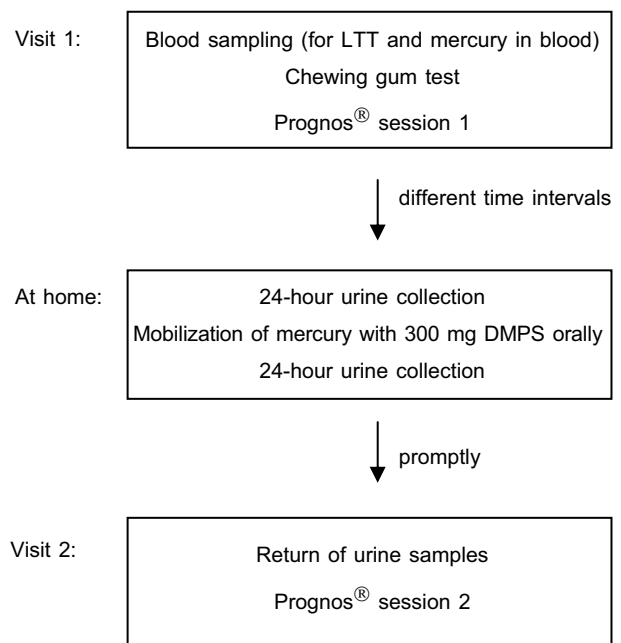 Visit 1:
Blood sampling (for LTT and mercury in blood)
Chewing gum test
Prognos® session 1
different time intervals
At home:
24-hour urine collection
Mobilization of mercury with 300 mg DMPS orally
24-hour urine collection
promptly
Visit 2:
Return of urine samples
Prognos® session 2